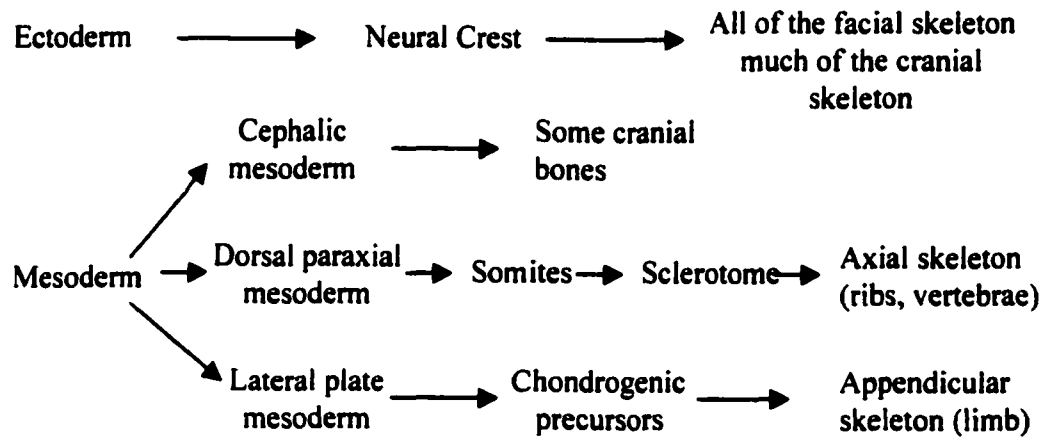 Ectoderm
Neural Crest
All of the facial skeleton
much of the cranial
skeleton
Cephalic
mesoderm
Some cranial
bones
Mesoderm
Dorsal paraxial
mesoderm
Somites
Sclerotome
Axial skeleton
(ribs, vertebrae)
Lateral plate
mesoderm
Chondrogenic
precursors
Appendicular
skeleton (limb)